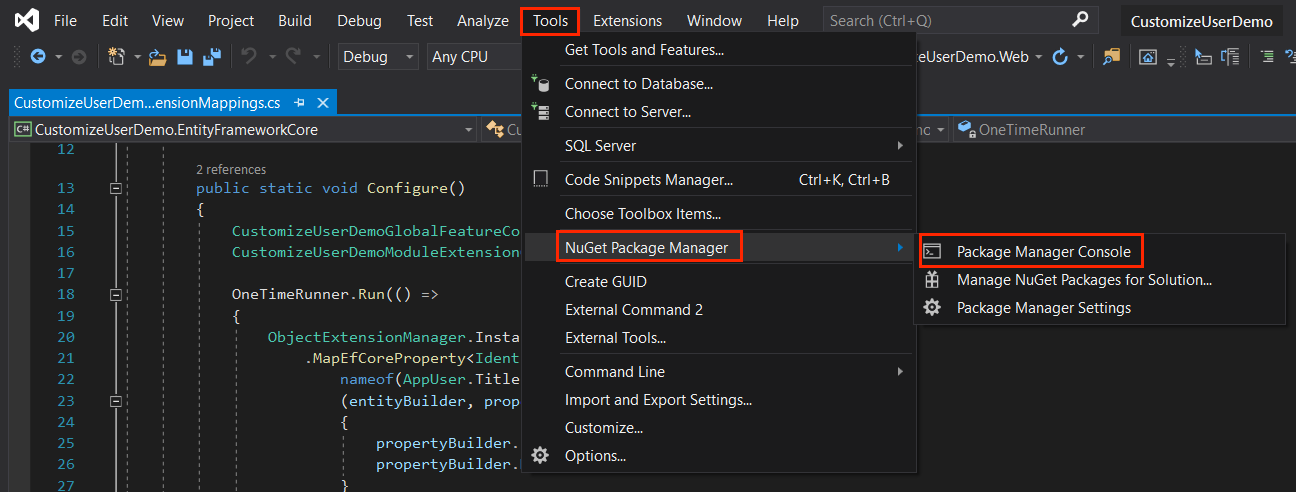 File Edit View Git Project Build Debug Test Analyze Tools Extensions Window Help Search (Ctrl+Q) CustomizeUserDemo
Debug Any CPU eUserDemo.Web
CustomizeUserDem...ensionMappings.cs
C# CustomizeUserDemo.EntityFrameworkCore OneTimeRunner
12
2 references
13 public static void Configure()
14 {
15 CustomizeUserDemoGlobalFeatureCo
16 CustomizeUserDemoModuleExtension
17
18 OneTimeRunner.Run(() =>
19 {
20 ObjectExtensionManager.Insta
21 .MapEfCoreProperty<Ident
22 nameof(AppUser.Title
23 (entityBuilder, prop
24 {
25 propertyBuilder.
26 propertyBuilder.
27 }
Get Tools and Features...
Connect to Database...
Connect to Server...
SQL Server
Code Snippets Manager... Ctrl+K, Ctrl+B
Choose Toolbox Items...
NuGet Package Manager
Create GUID
External Command 2
External Tools...
Command Line
Import and Export Settings...
Customize...
Options...
Package Manager Console
Manage NuGet Packages for Solution...
Package Manager Settings